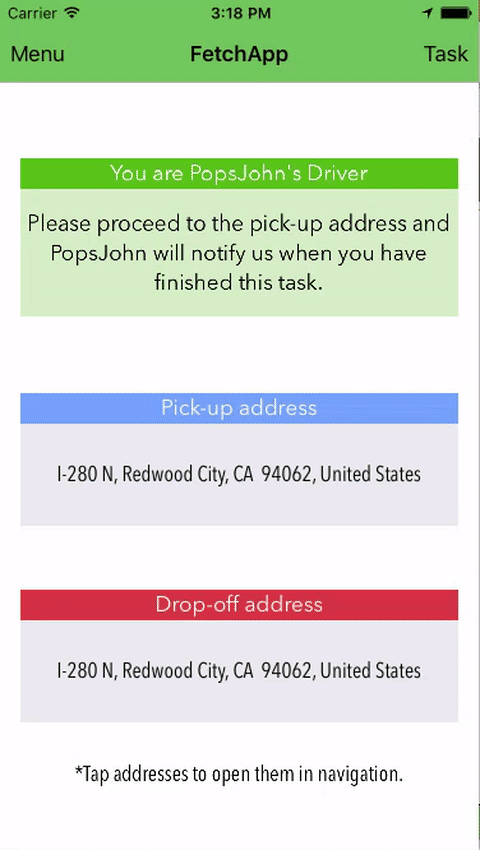 Carrier 3:18 PM
Menu FetchApp Task
You are PopsJohn's Driver
Please proceed to the pick-up address and
PopsJohn will notify us when you have
finished this task.
Pick-up address
I-280 N, Redwood City, CA  94062, United States
Drop-off address
I-280 N, Redwood City, CA  94062, United States
*Tap addresses to open them in navigation.